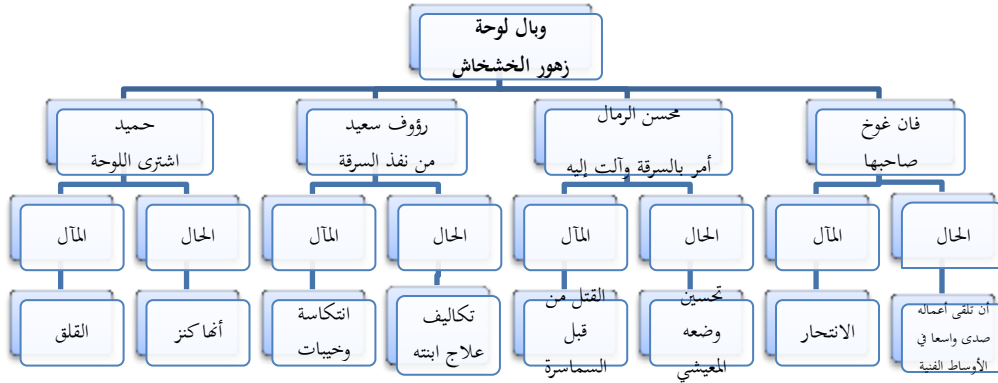 وبال لوحة
زهور الخشخاش
فان غوخ
صاحبها
محسن الرمال
أمر بالسرقة وآلت إليه
رؤوف سعيد
من نفذ السرقة
حميد
اشترى اللوحة
الحال
المآل
الحال
المآل
الحال
المآل
الحال
المآل
أن تلقى أعماله
صدى واسعا في
الأوساط الفنية
الانتحار
تحسين
وضعه
المعيشي
القتل من
قبل
السماسرة
تكاليف
علاج ابنته
انتكاسة
وخيبات
أنها كنز
القلق